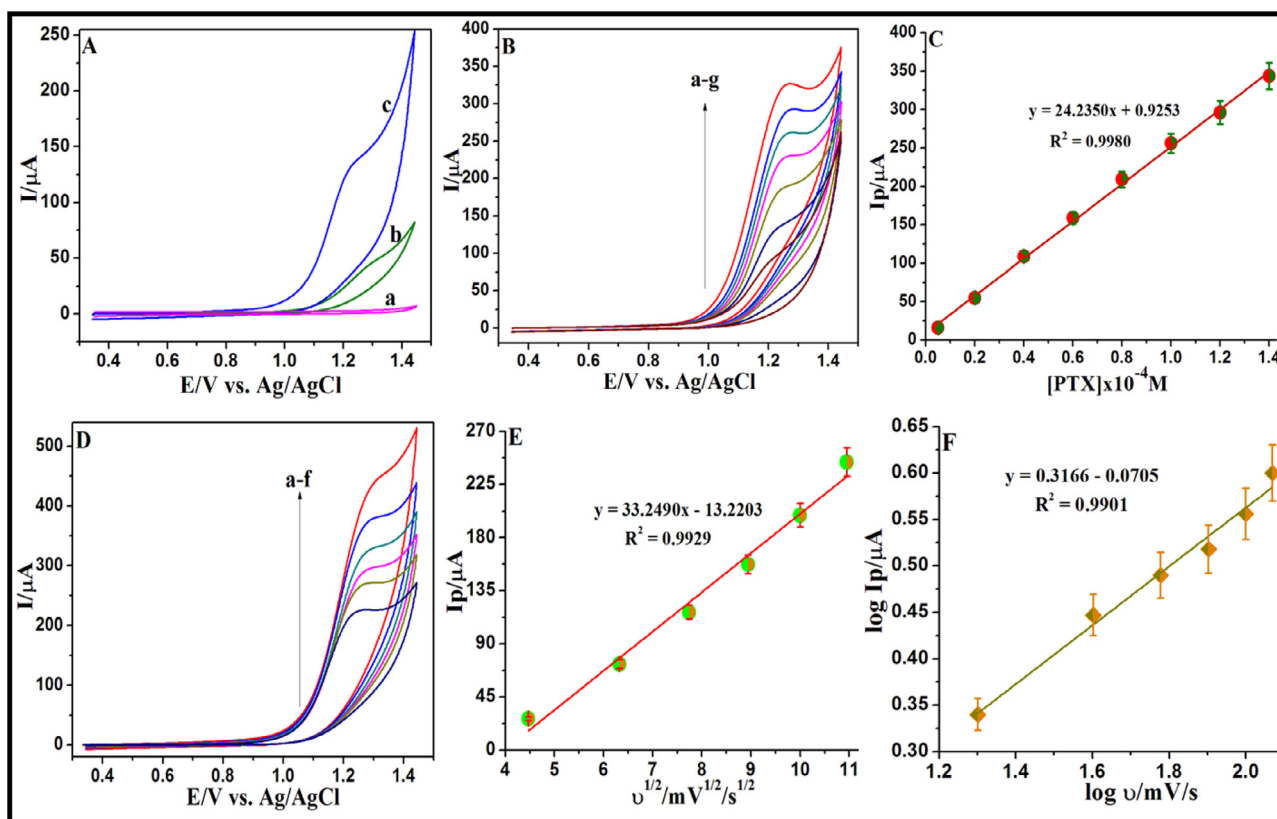 A
250
200
150
100
50
0
I/μA
c
b
a
0.4 0.6 0.8 1.0 1.2 1.4
E/V vs. Ag/AgCl
B
400
350
300
250
200
150
100
50
0
I/μA
a-g
0.4 0.6 0.8 1.0 1.2 1.4
E/V vs. Ag/AgCl
C
400
350
300
250
200
150
100
50
0
Ip/μA
y = 24.2350x + 0.9253
R² = 0.9980
0.0 0.2 0.4 0.6 0.8 1.0 1.2 1.4
[PTX]x10⁻⁴M
D
500
400
300
200
100
0
I/μA
a-f
0.4 0.6 0.8 1.0 1.2 1.4
E/V vs. Ag/AgCl
E
270
225
180
135
90
45
0
Ip/μA
y = 33.2490x - 13.2203
R² = 0.9929
4 5 6 7 8 9 10 11
υ1/2/mV1/2/s1/2
F
0.65
0.60
0.55
0.50
0.45
0.40
0.35
0.30
log Ip/μA
y = 0.3166 - 0.0705
R² = 0.9901
1.2 1.4 1.6 1.8 2.0
log υ/mV/s